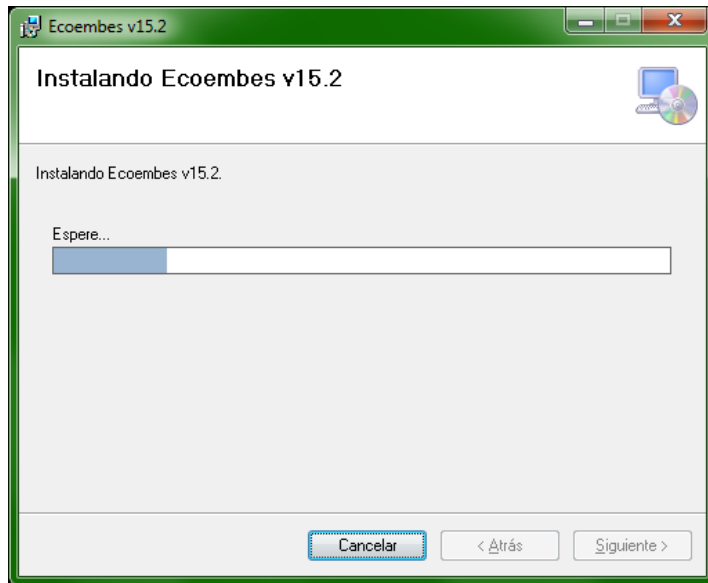 Ecoembes v15.2
Instalando Ecoembes v15.2
Instalando Ecoembes v15.2.
Espere...
Cancelar
< Atrás
Siguiente >